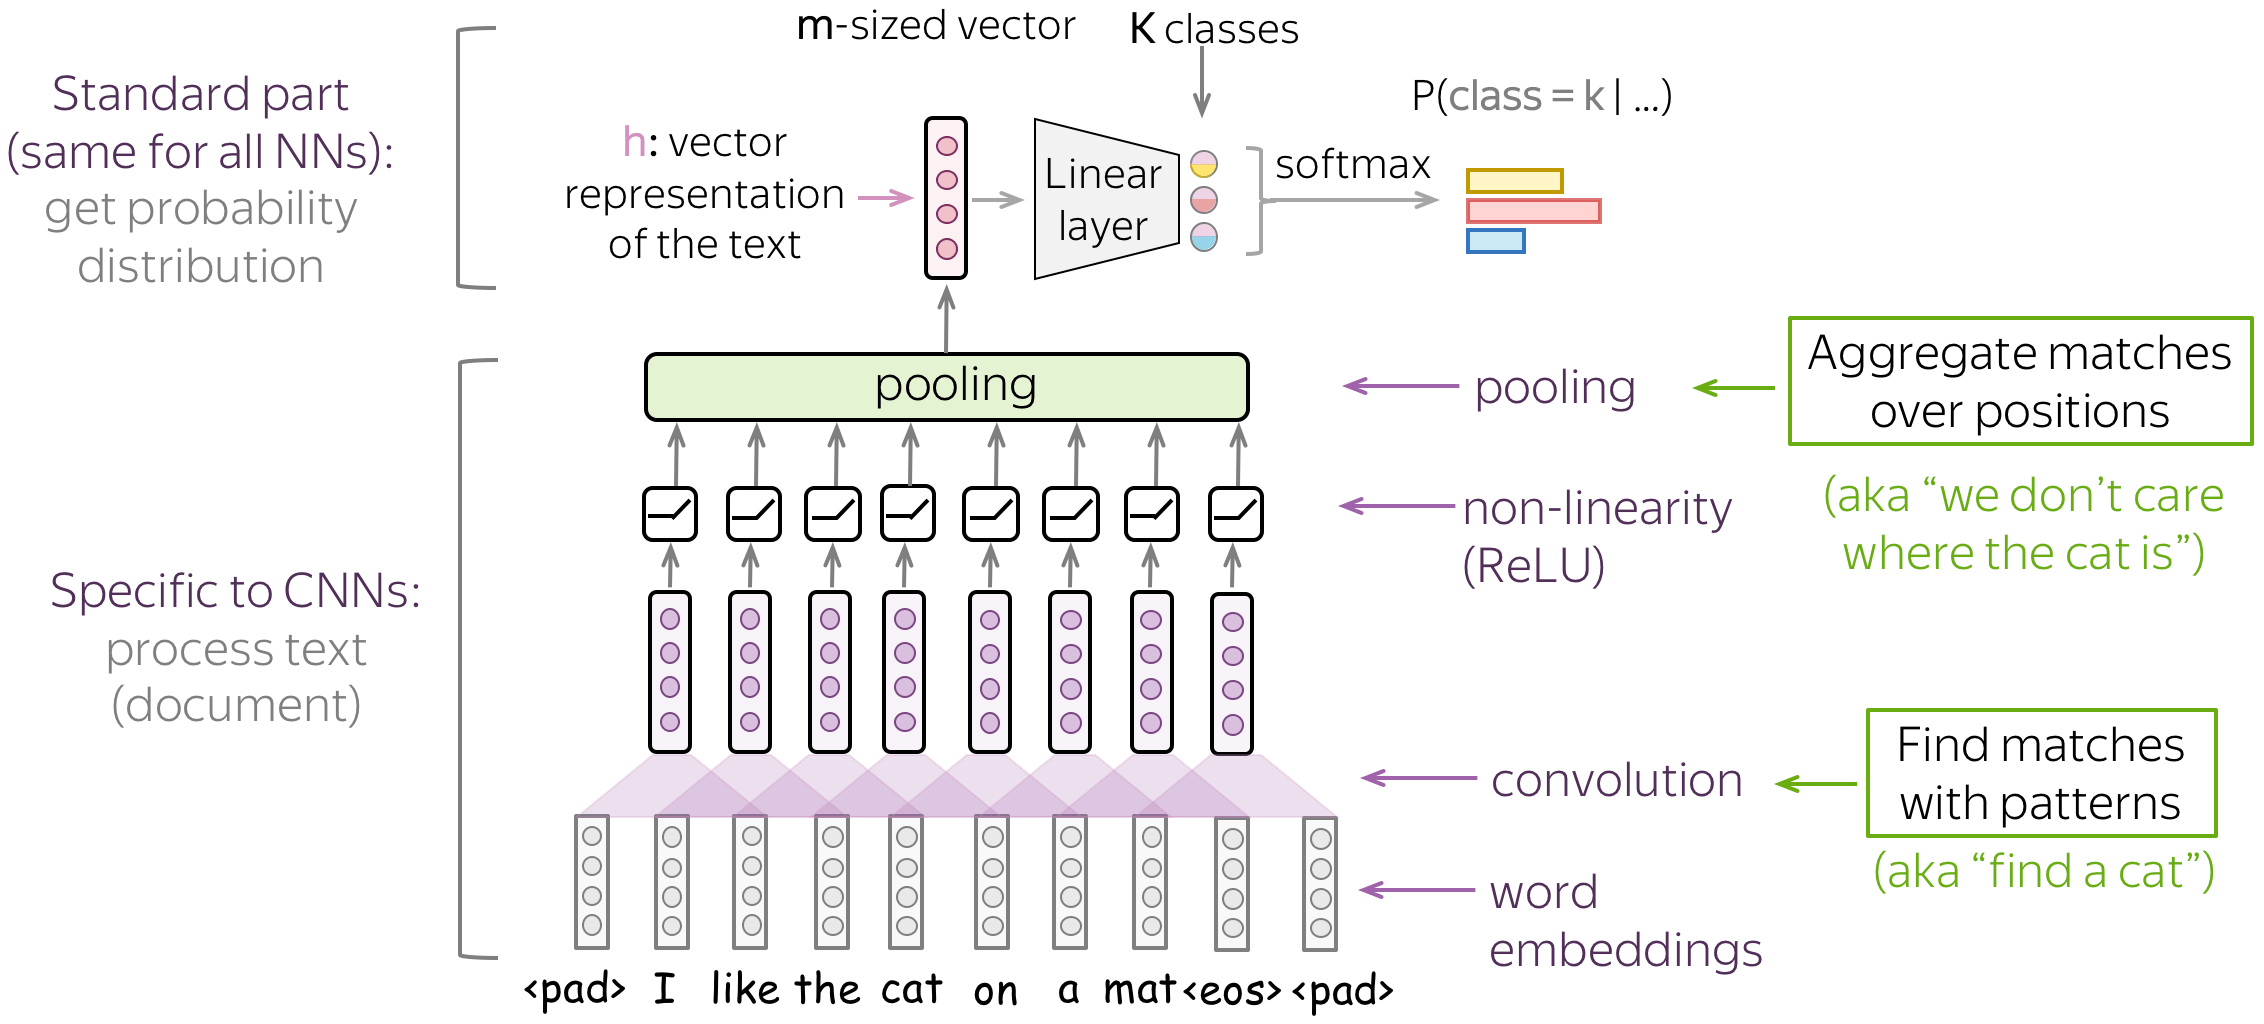 m-sized vector
K classes
Standard part
(same for all NNs):
get probability
distribution
h: vector
representation
of the text
Linear
layer
softmax
P(class = k | ...)
pooling
pooling
Aggregate matches
over positions
(aka “we don’t care
where the cat is”)
non-linearity
(ReLU)
Specific to CNNs:
process text
(document)
convolution
Find matches
with patterns
(aka “find a cat”)
word
embeddings
<pad> I like the cat on a mat <eos> <pad>